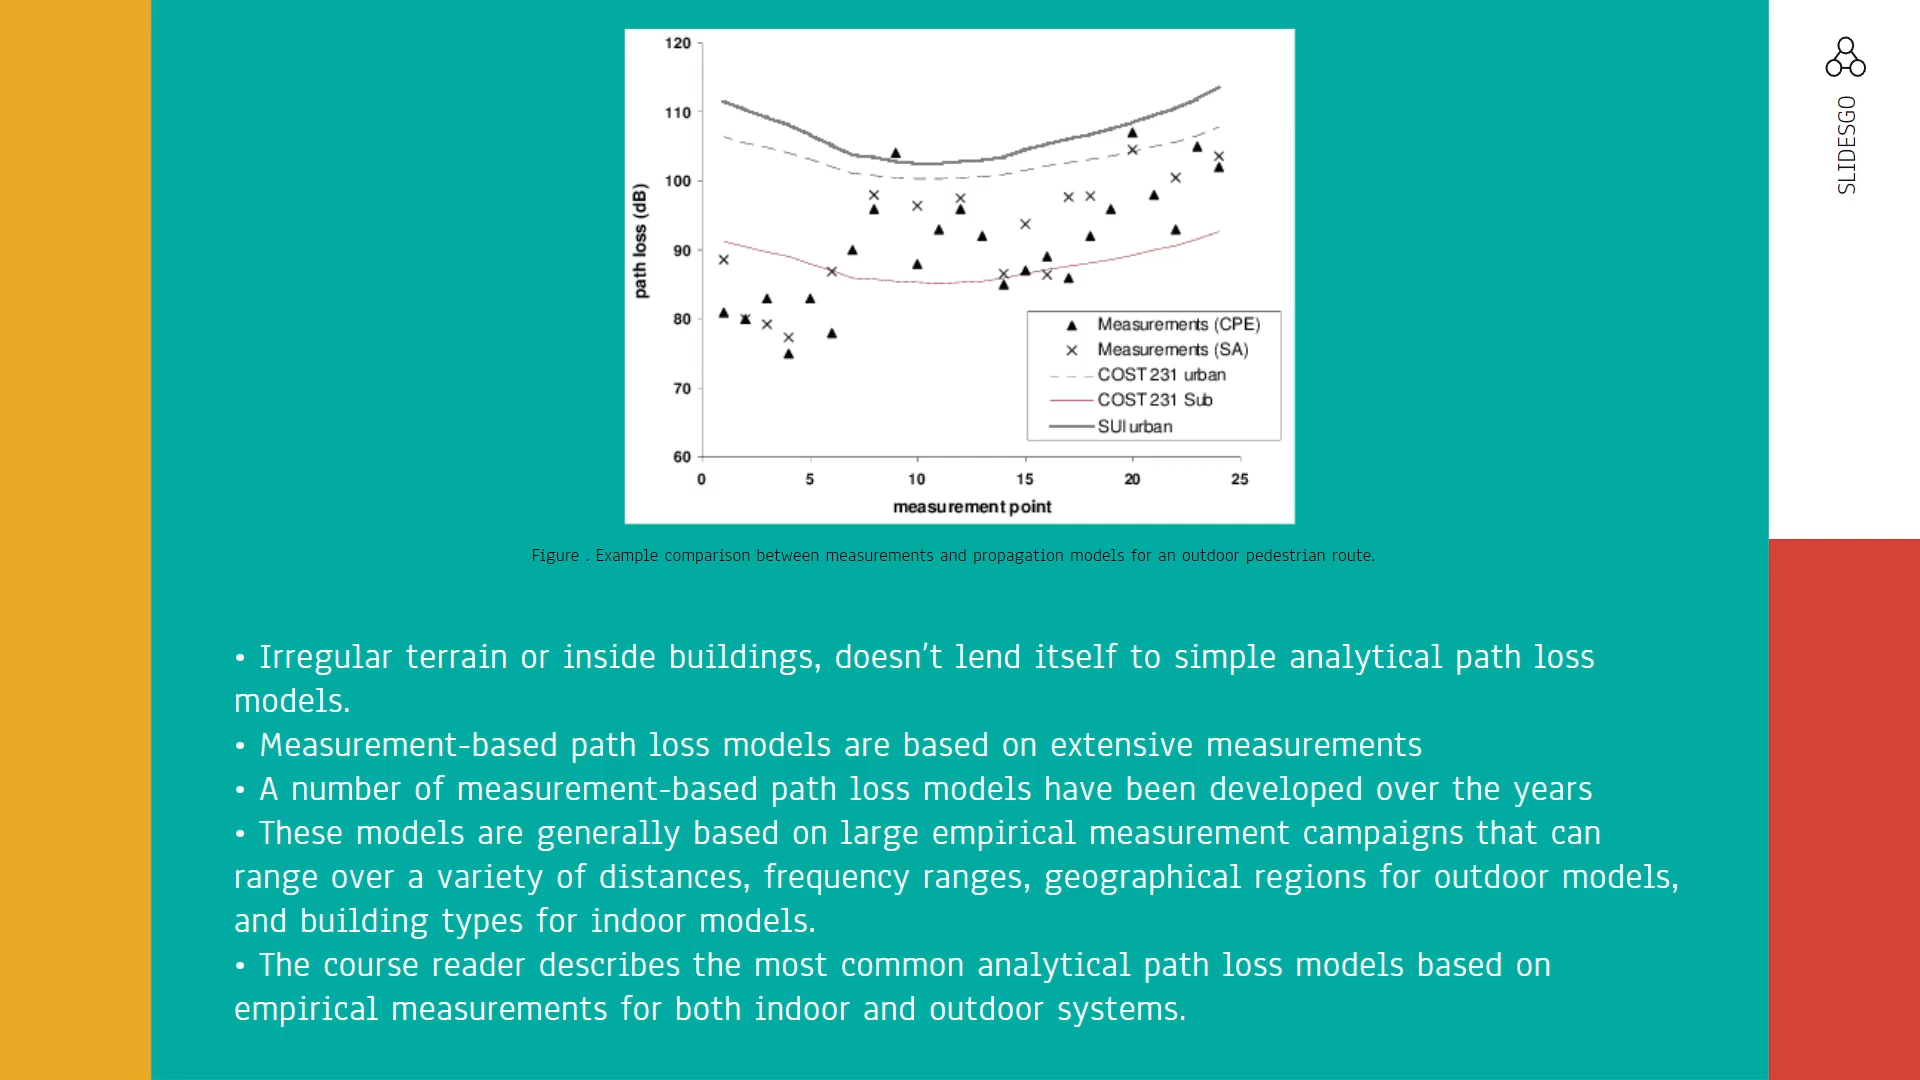 120
110
100
90
80
70
60
path loss (dB)
Measurements (CPE)
Measurements (SA)
COST 231 urban
COST 231 Sub
SUI urban
0 5 10 15 20 25
measurement point
Figure . Example comparison between measurements and propagation models for an outdoor pedestrian route.
• Irregular terrain or inside buildings, doesn't lend itself to simple analytical path loss
models.
• Measurement-based path loss models are based on extensive measurements
• A number of measurement-based path loss models have been developed over the years
• These models are generally based on large empirical measurement campaigns that can
range over a variety of distances, frequency ranges, geographical regions for outdoor models,
and building types for indoor models.
• The course reader describes the most common analytical path loss models based on
empirical measurements for both indoor and outdoor systems.
SLIDESGO